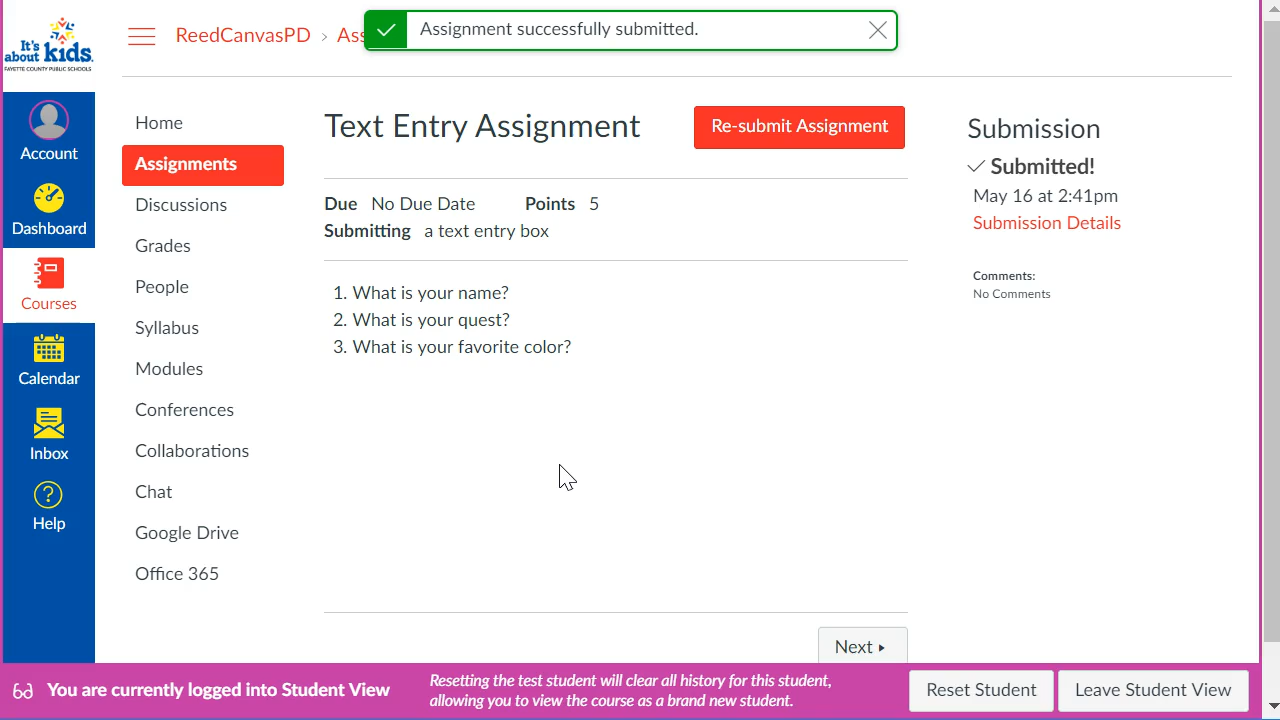 It's
about kids.
FAYETTE COUNTY PUBLIC SCHOOLS
ReedCanvasPD › Ass
Assignment successfully submitted.
Account
Dashboard
Courses
Calendar
Inbox
Help
Home
Assignments
Discussions
Grades
People
Syllabus
Modules
Conferences
Collaborations
Chat
Google Drive
Office 365
Text Entry Assignment
Re-submit Assignment
Due No Due Date Points 5
Submitting a text entry box
1. What is your name?
2. What is your quest?
3. What is your favorite color?
Next ▸
Submission
✓ Submitted!
May 16 at 2:41pm
Submission Details
Comments:
No Comments
You are currently logged into Student View
Resetting the test student will clear all history for this student,
allowing you to view the course as a brand new student.
Reset Student
Leave Student View